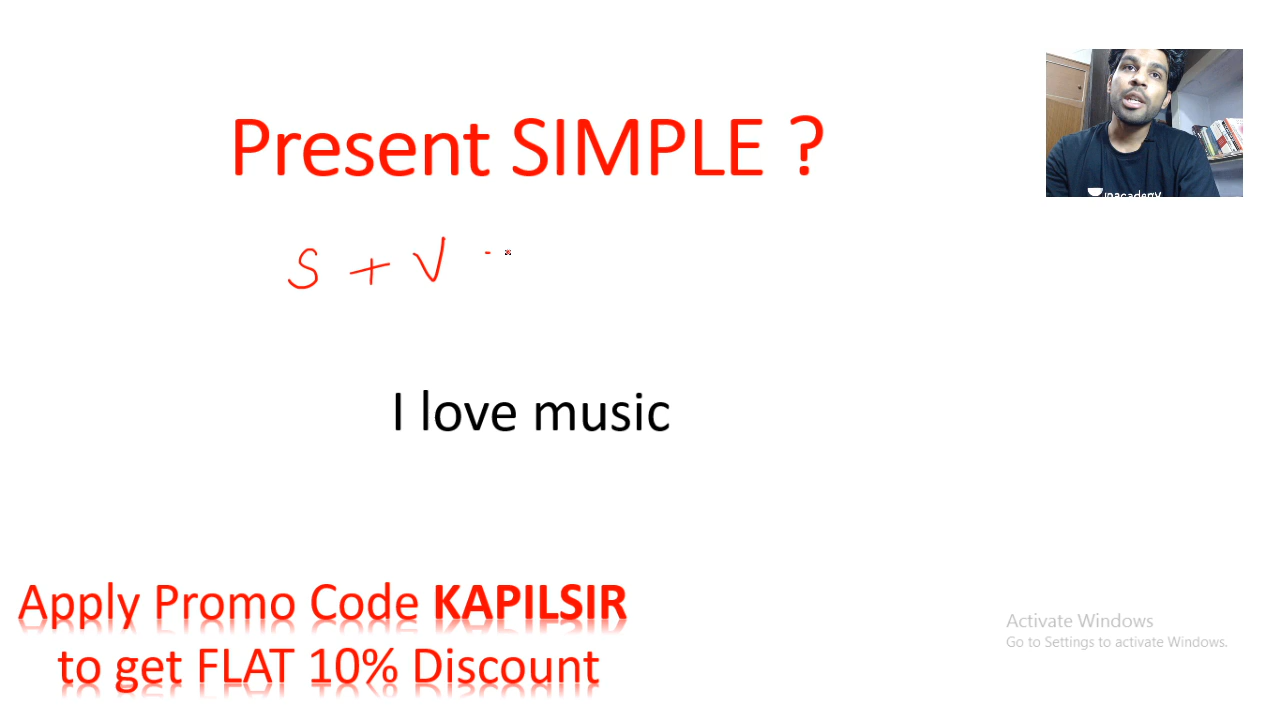 Present SIMPLE ?
S + V
I love music
Apply Promo Code KAPILSIR
to get FLAT 10% Discount
Activate Windows
Go to Settings to activate Windows.
unacademy